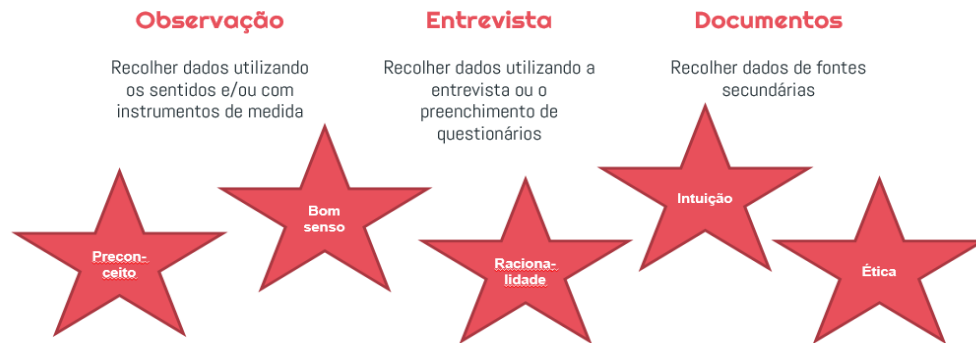 Observação
Entrevista
Documentos
Recolher dados utilizando
os sentidos e/ou com
instrumentos de medida
Recolher dados utilizando a
entrevista ou o
preenchimento de
questionários
Recolher dados de fontes
secundárias
Precon-
ceito
Bom
senso
Raciona-
lidade
Intuição
Ética